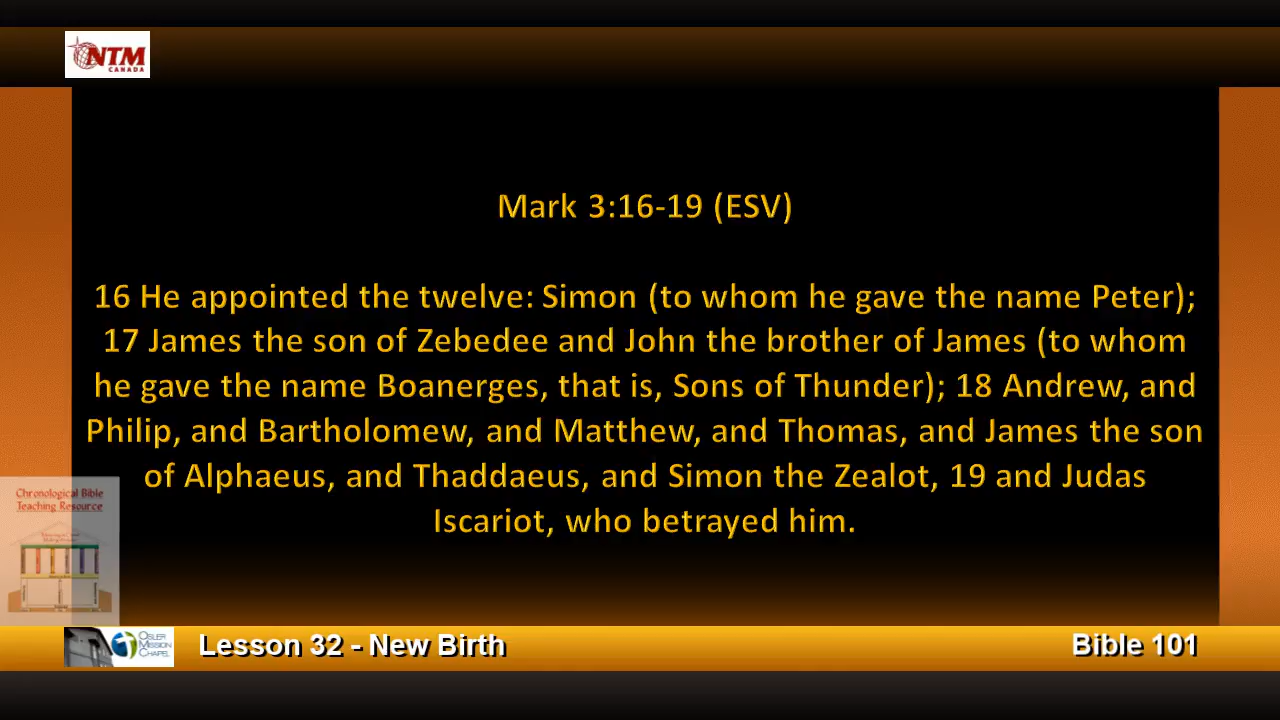 NTM
CANADA
Mark 3:16-19 (ESV)
16 He appointed the twelve: Simon (to whom he gave the name Peter);
17 James the son of Zebedee and John the brother of James (to whom
he gave the name Boanerges, that is, Sons of Thunder); 18 Andrew, and
Philip, and Bartholomew, and Matthew, and Thomas, and James the son
of Alphaeus, and Thaddaeus, and Simon the Zealot, 19 and Judas
Iscariot, who betrayed him.
Chronological Bible
Teaching Resource
OSLER
MISSION
CHAPEL
Lesson 32 - New Birth
Bible 101